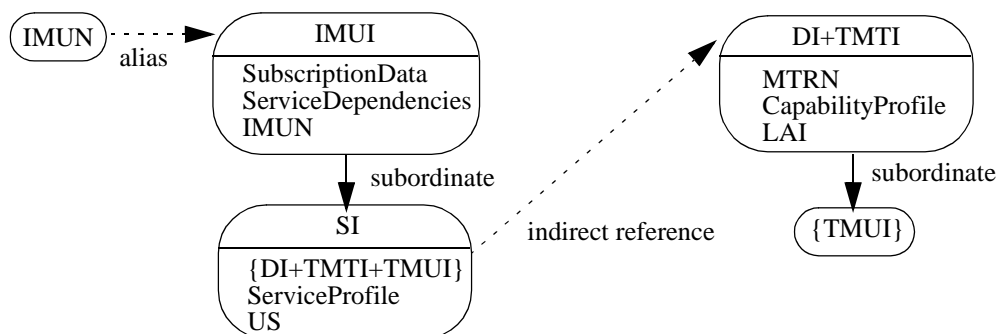 IMUN
alias
IMUI
SubscriptionData
ServiceDependencies
IMUN
subordinate
SI
{DI+TMTI+TMUI}
ServiceProfile
US
indirect reference
DI+TMTI
MTRN
CapabilityProfile
LAI
subordinate
{TMUI}